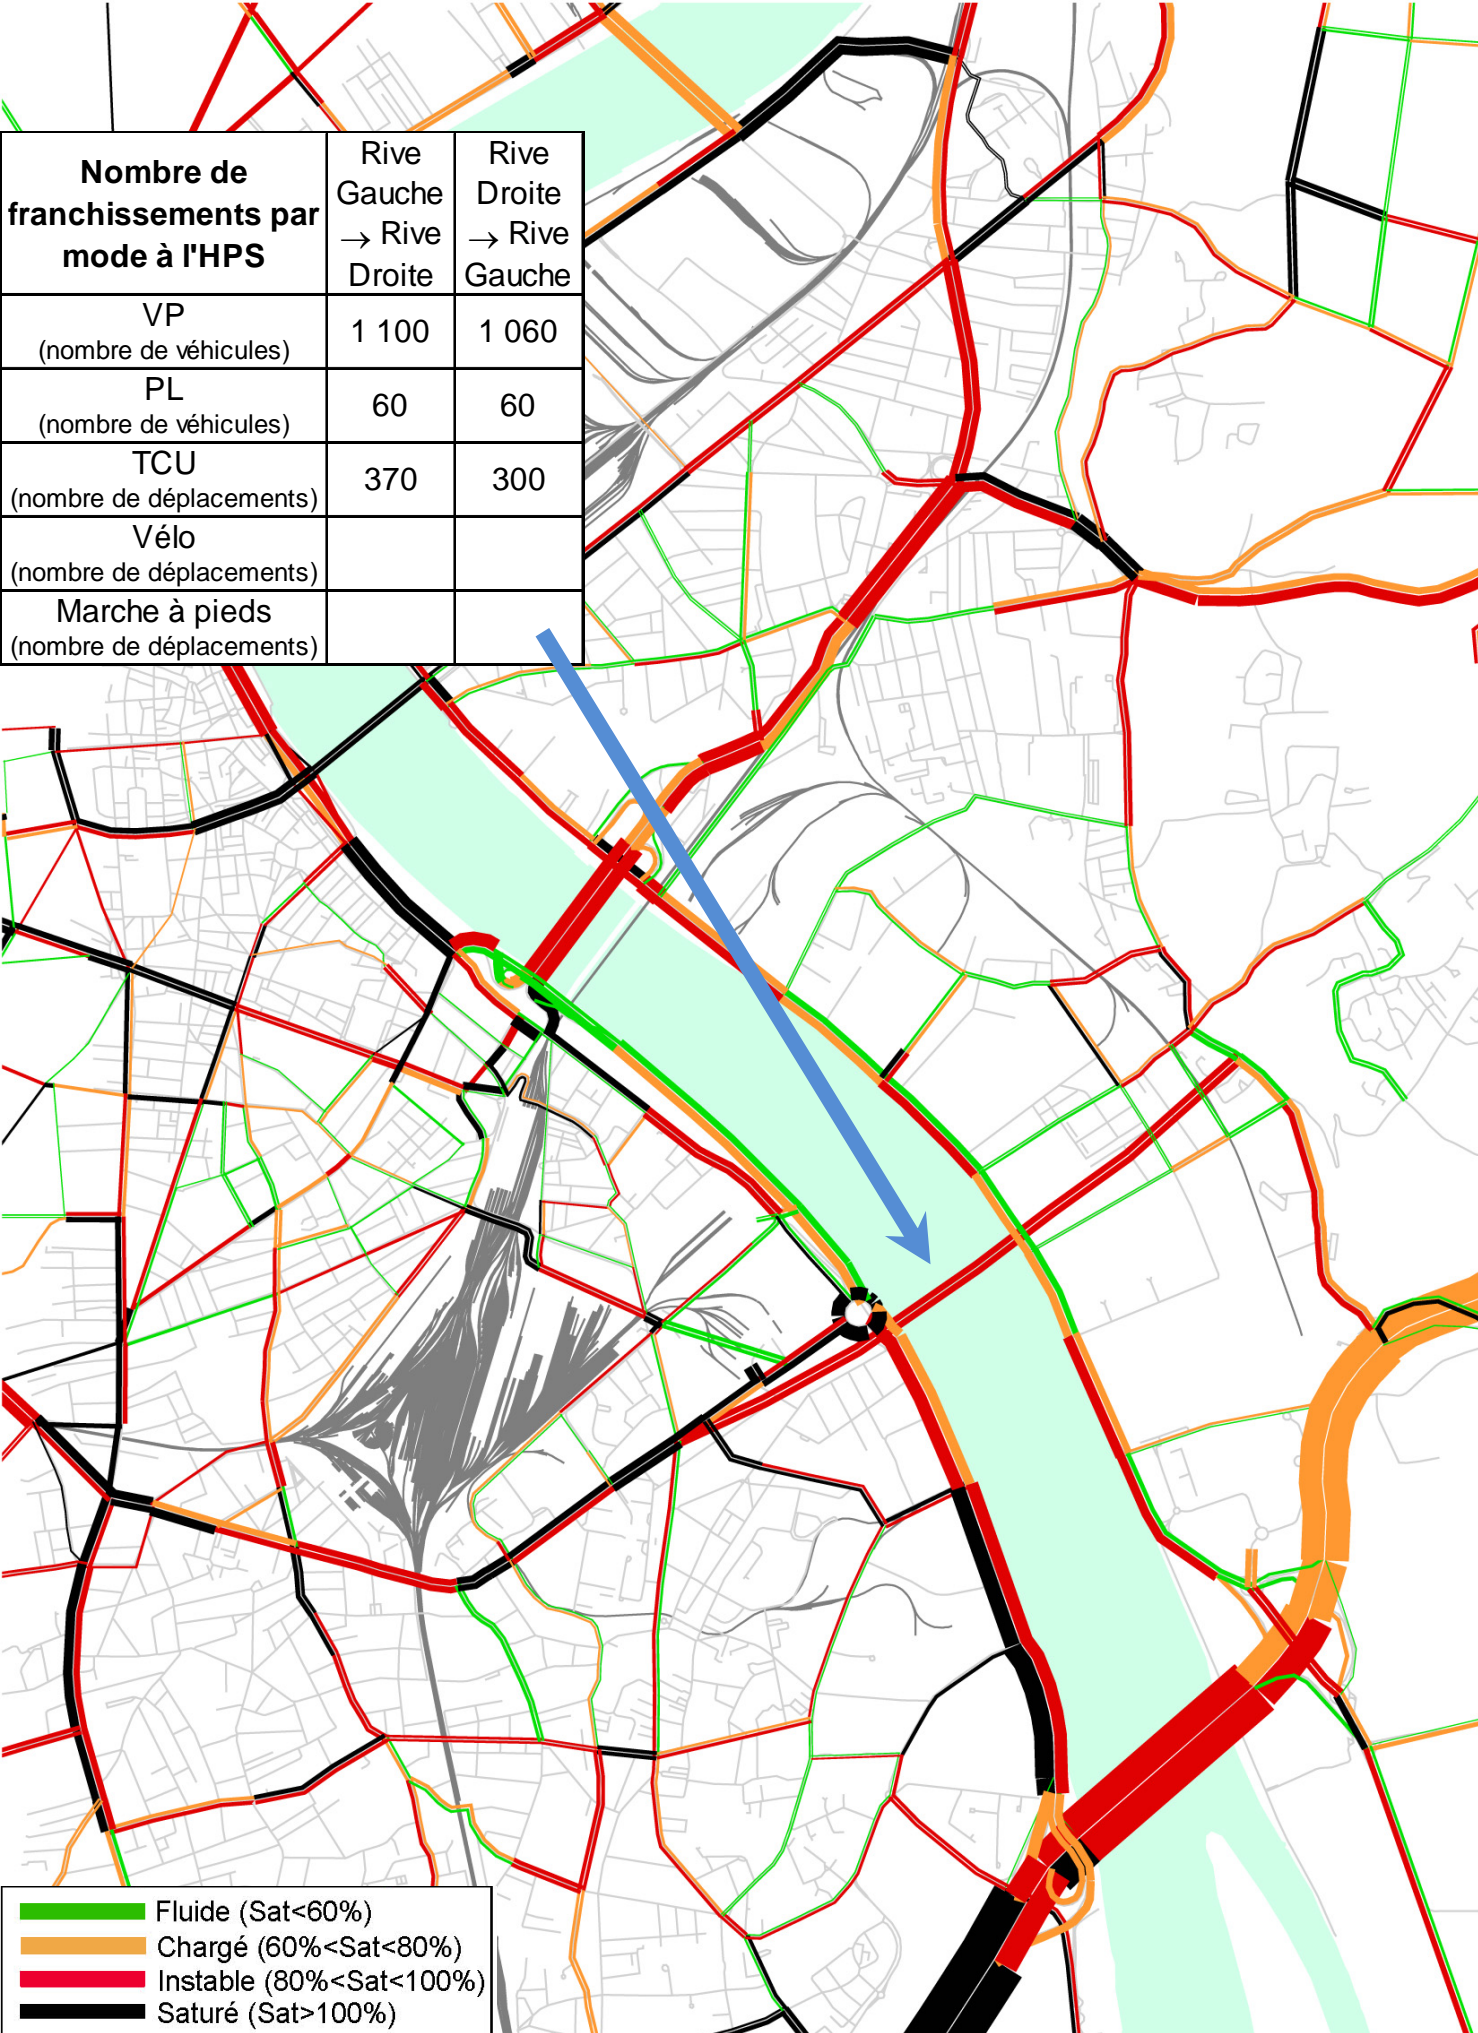 Nombre de
franchissements par
mode à l'HPS
Rive
Gauche
→ Rive
Droite
Rive
Droite
→ Rive
Gauche
VP
(nombre de véhicules)
1 100
1 060
PL
(nombre de véhicules)
60
60
TCU
(nombre de déplacements)
370
300
Vélo
(nombre de déplacements)
Marche à pieds
(nombre de déplacements)
Fluide (Sat<60%)
Chargé (60%<Sat<80%)
Instable (80%<Sat<100%)
Saturé (Sat>100%)